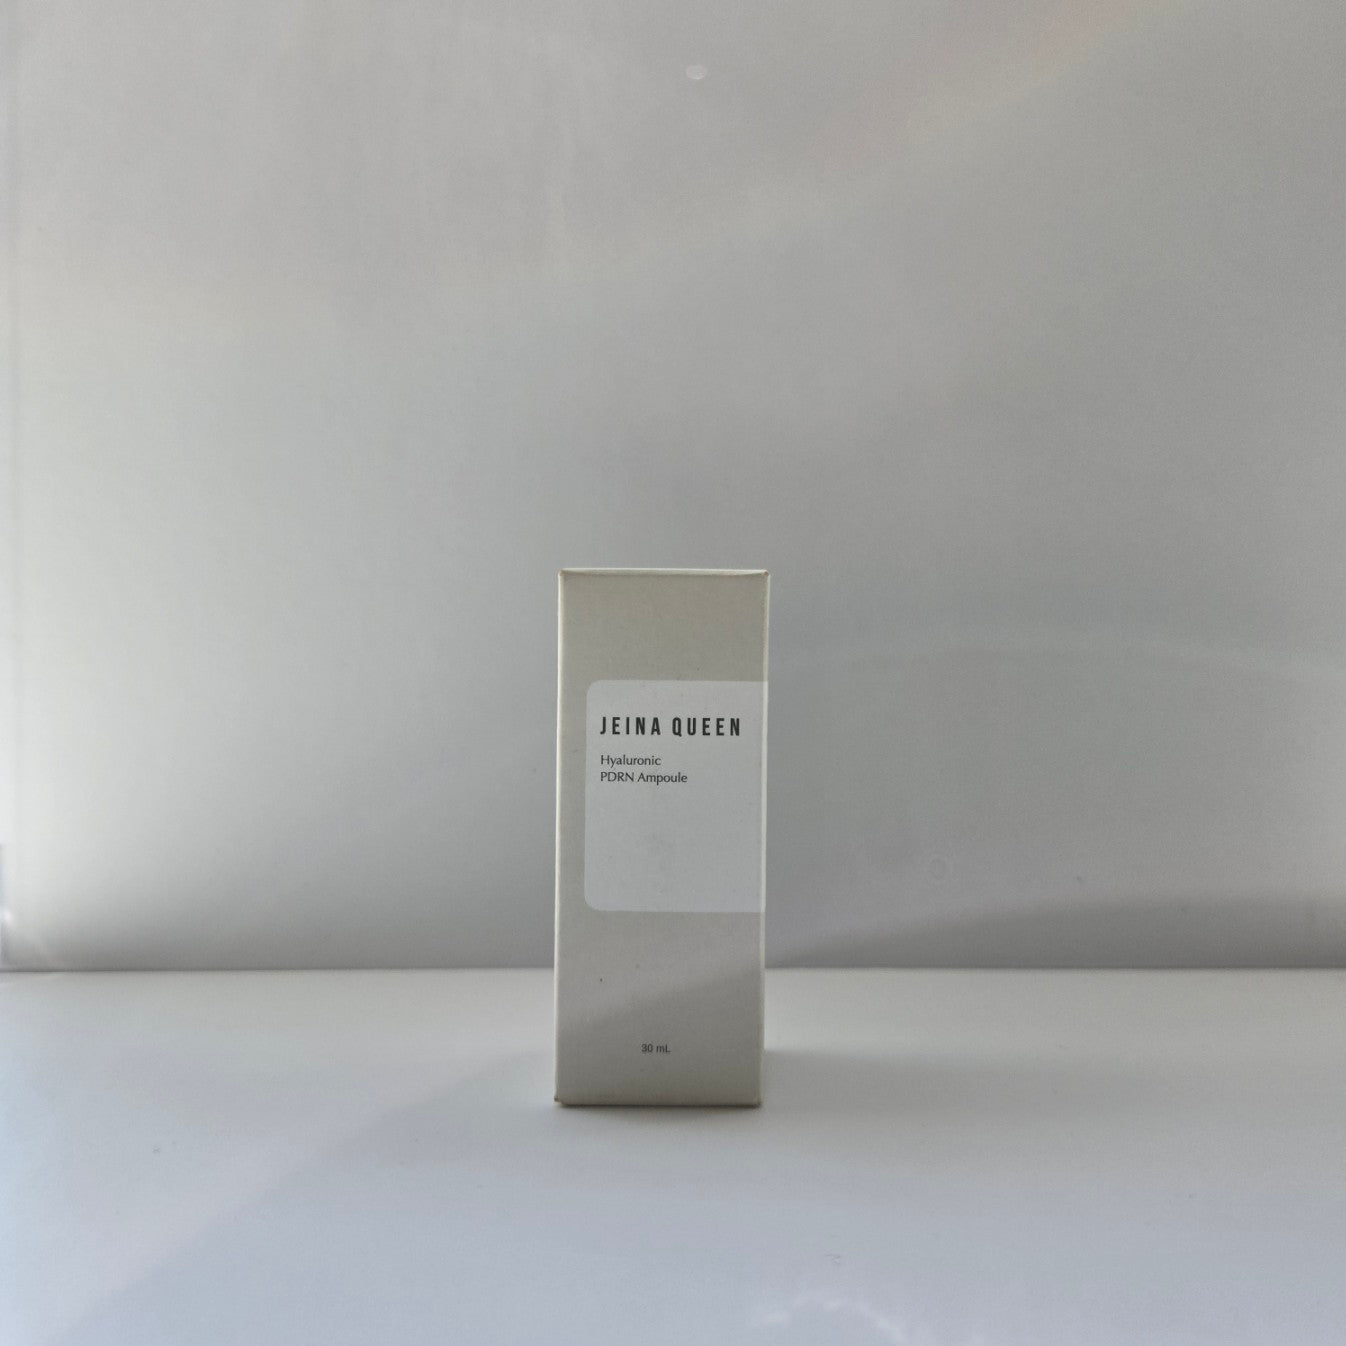 JEINA QUEEN
Hyaluronic
PDRN Ampoule
30 mL